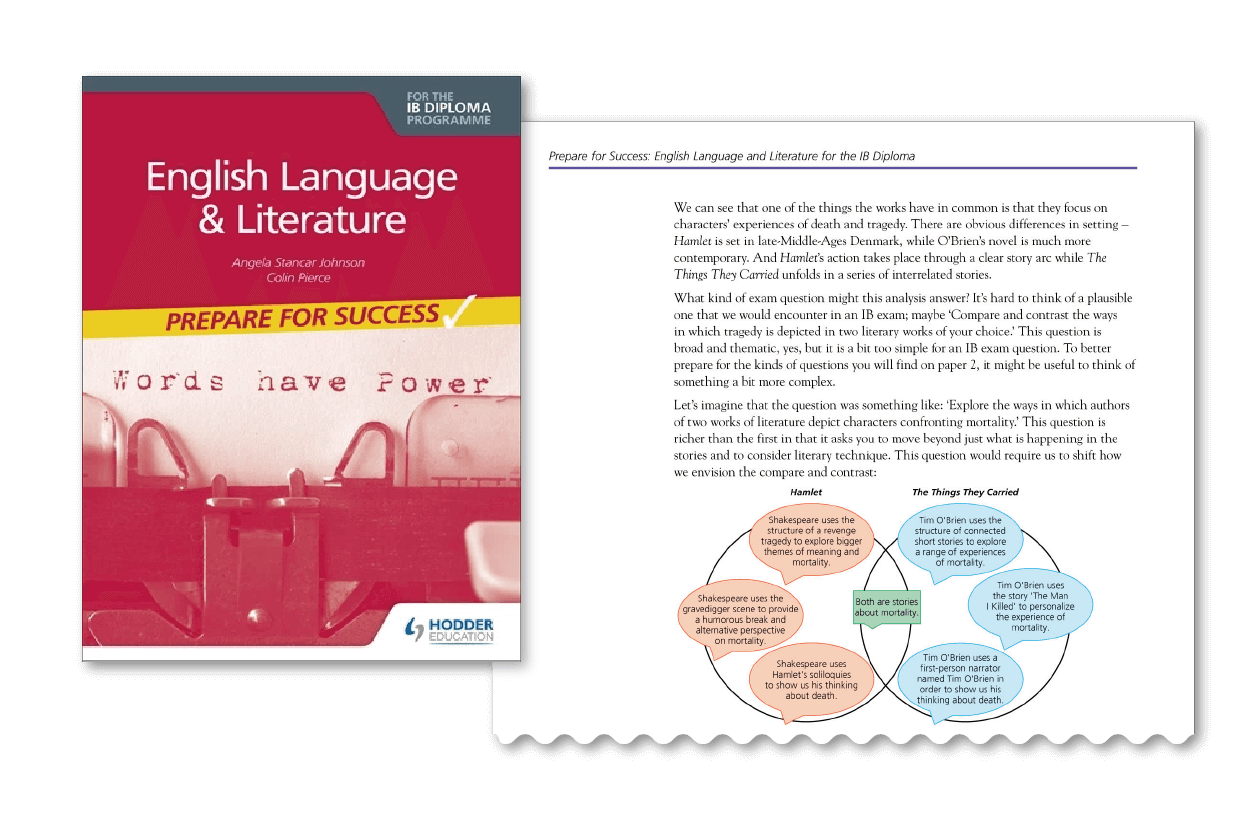 FOR THE
IB DIPLOMA
PROGRAMME
English Language
& Literature
Angela Stancar Johnson
Colin Pierce
PREPARE FOR SUCCESS
Words have Power
HODDER
EDUCATION
Prepare for Success: English Language and Literature for the IB Diploma
We can see that one of the things the works have in common is that they focus on
characters’ experiences of death and tragedy. There are obvious differences in setting –
Hamlet is set in late-Middle-Ages Denmark, while O’Brien’s novel is much more
contemporary. And Hamlet’s action takes place through a clear story arc while The
Things They Carried unfolds in a series of interrelated stories.
What kind of exam question might this analysis answer? It’s hard to think of a plausible
one that we would encounter in an IB exam; maybe ‘Compare and contrast the ways
in which tragedy is depicted in two literary works of your choice.’ This question is
broad and thematic, yes, but it is a bit too simple for an IB exam question. To better
prepare for the kinds of questions you will find on paper 2, it might be useful to think of
something a bit more complex.
Let’s imagine that the question was something like: ‘Explore the ways in which authors
of two works of literature depict characters confronting mortality.’ This question is
richer than the first in that it asks you to move beyond just what is happening in the
stories and to consider literary technique. This question would require us to shift how
we envision the compare and contrast:
Hamlet
Shakespeare uses the
structure of a revenge
tragedy to explore bigger
themes of meaning and
mortality.
Shakespeare uses the
gravedigger scene to provide
a humorous break and
alternative perspective
on mortality.
Shakespeare uses
Hamlet’s soliloquies
to show us his thinking
about death.
Both are stories
about mortality.
The Things They Carried
Tim O’Brien uses the
structure of connected
short stories to explore
a range of experiences
of mortality.
Tim O’Brien uses
the story ‘The Man
I Killed’ to personalize
the experience of
mortality.
Tim O’Brien uses a
first-person narrator
named Tim O’Brien in
order to show us his
thinking about death.